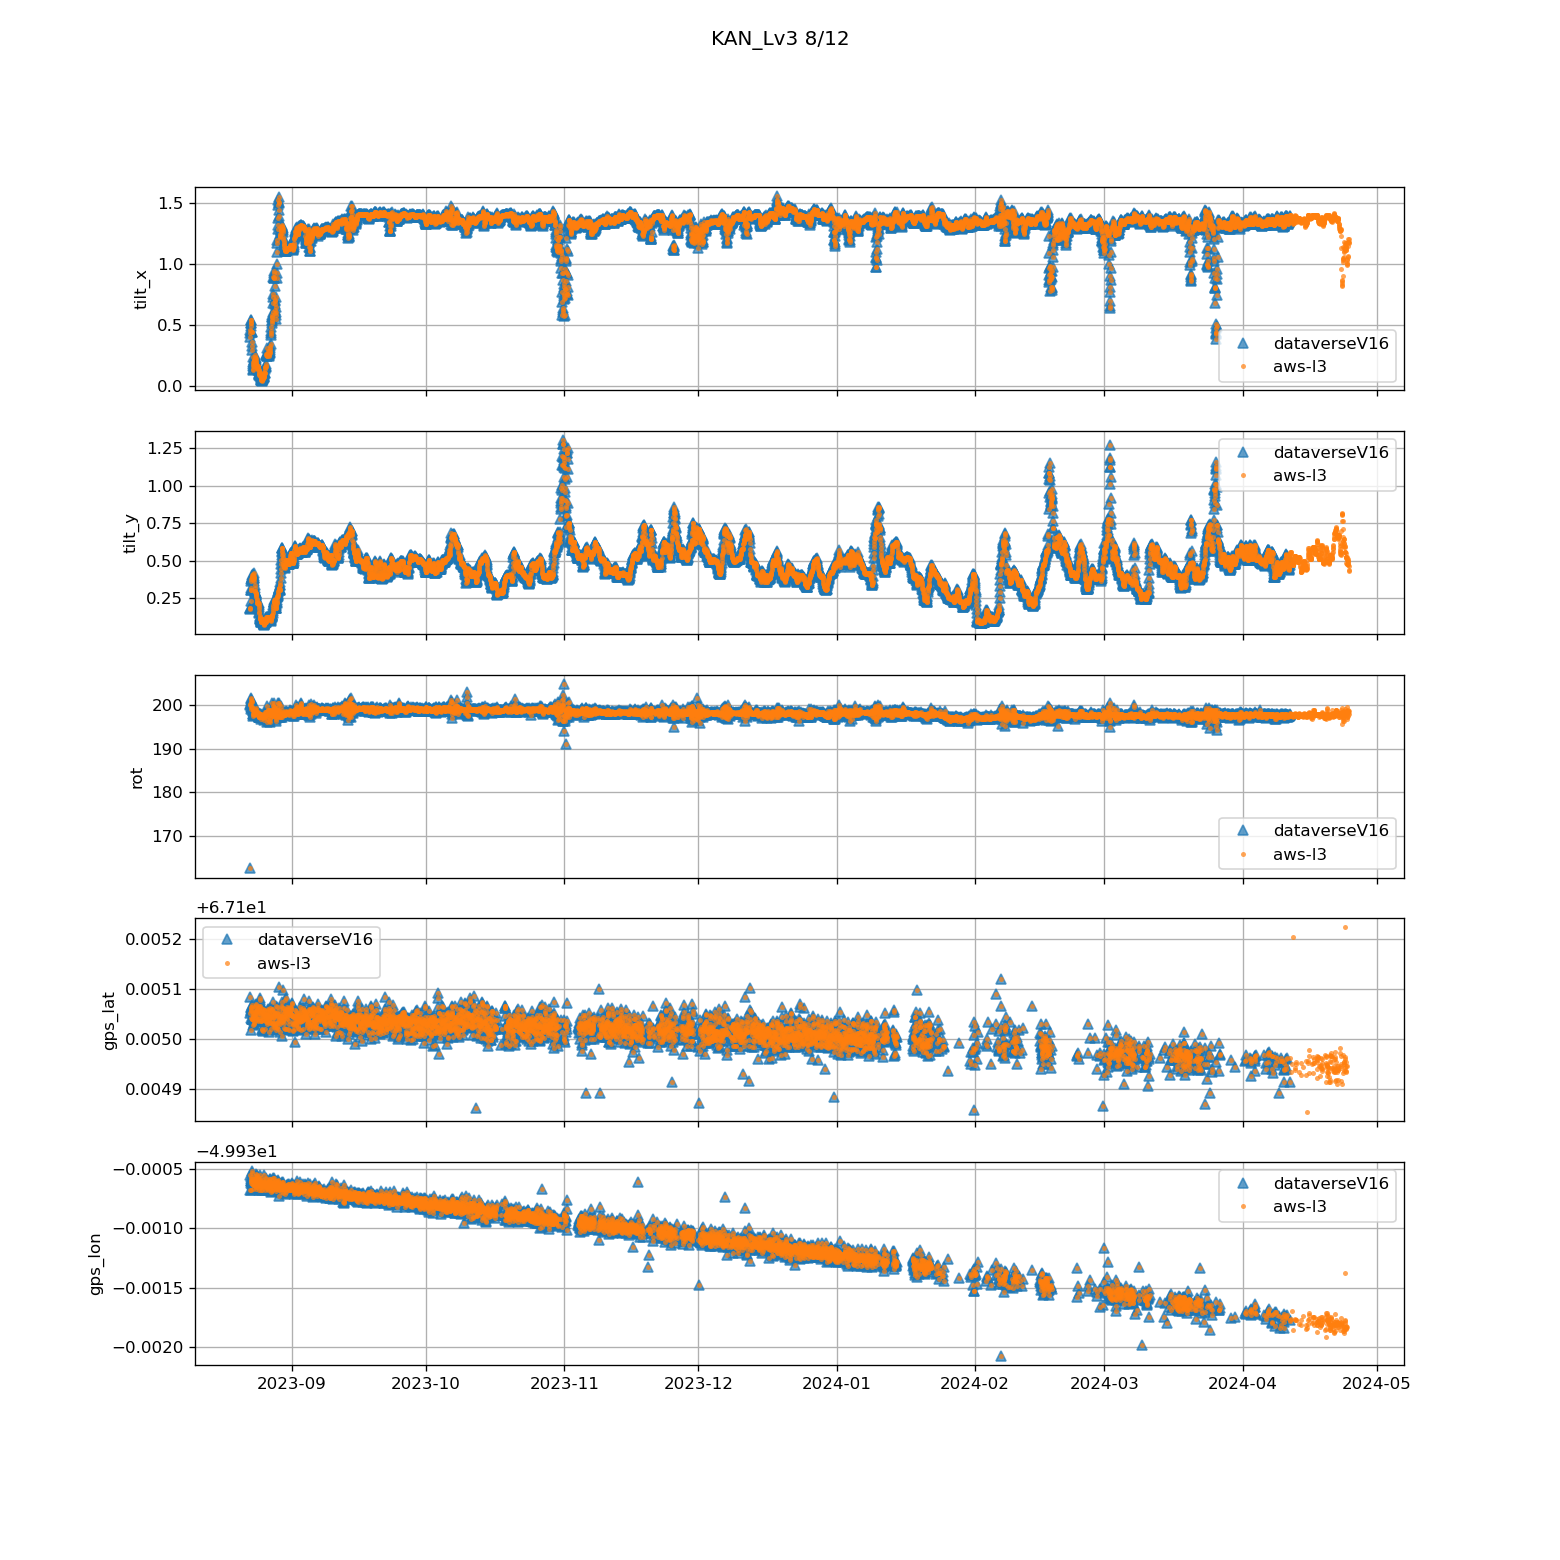 KAN_Lv3 8/12
1.5
1.0
0.5
0.0
tilt_x
dataverseV16
aws-l3
1.25
1.00
0.75
0.50
0.25
tilt_y
dataverseV16
aws-l3
200
190
180
170
rot
dataverseV16
aws-l3
+6.71e1
0.0052
0.0051
0.0050
0.0049
gps_lat
dataverseV16
aws-l3
−4.993e1
−0.0005
−0.0010
−0.0015
−0.0020
gps_lon
dataverseV16
aws-l3
2023-09 2023-10 2023-11 2023-12 2024-01 2024-02 2024-03 2024-04 2024-05